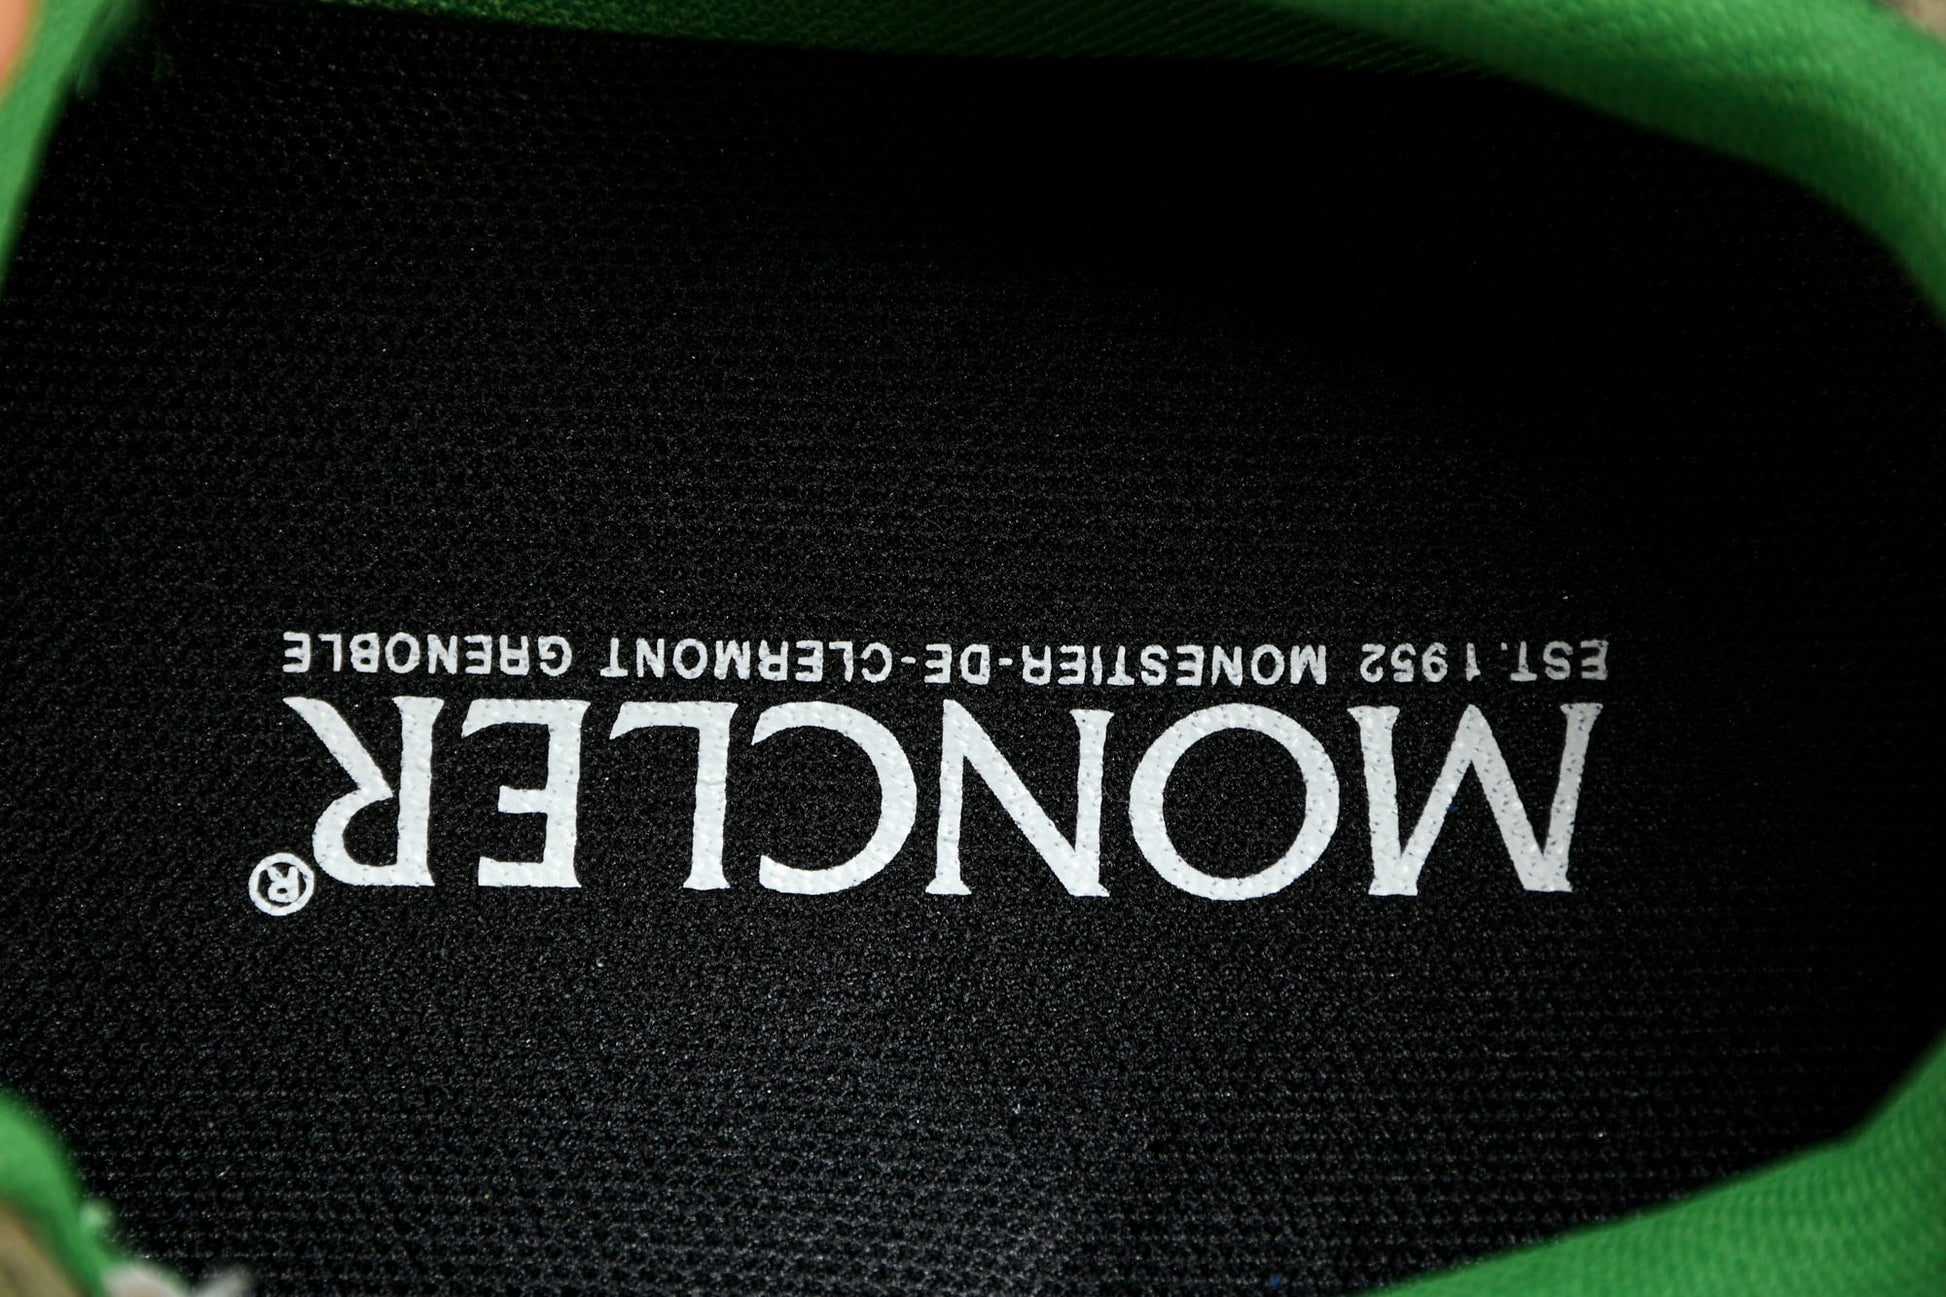 MONCLER®
EST.1952 MONESTIER-DE-CLERMONT GRENOBLE